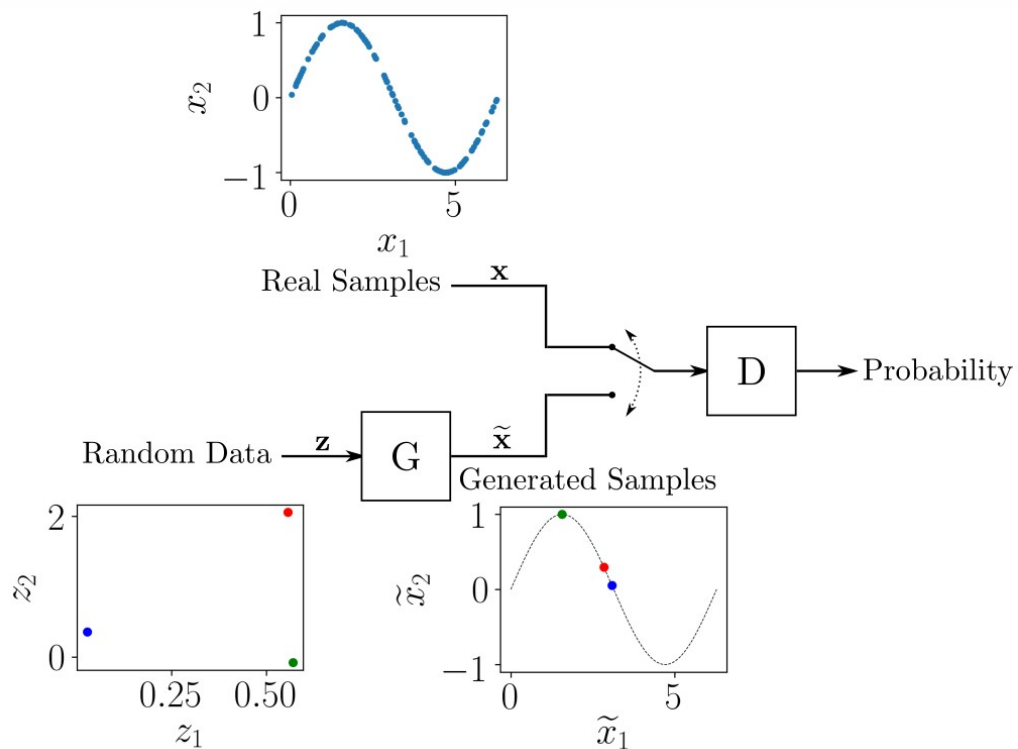 1
x₂
0
−1
0 5
x₁
Real Samples x
D Probability
Random Data z G x̃
Generated Samples
2
z₂
0
0.25 0.50
z₁
1
x̃₂
0
−1
0 5
x̃₁